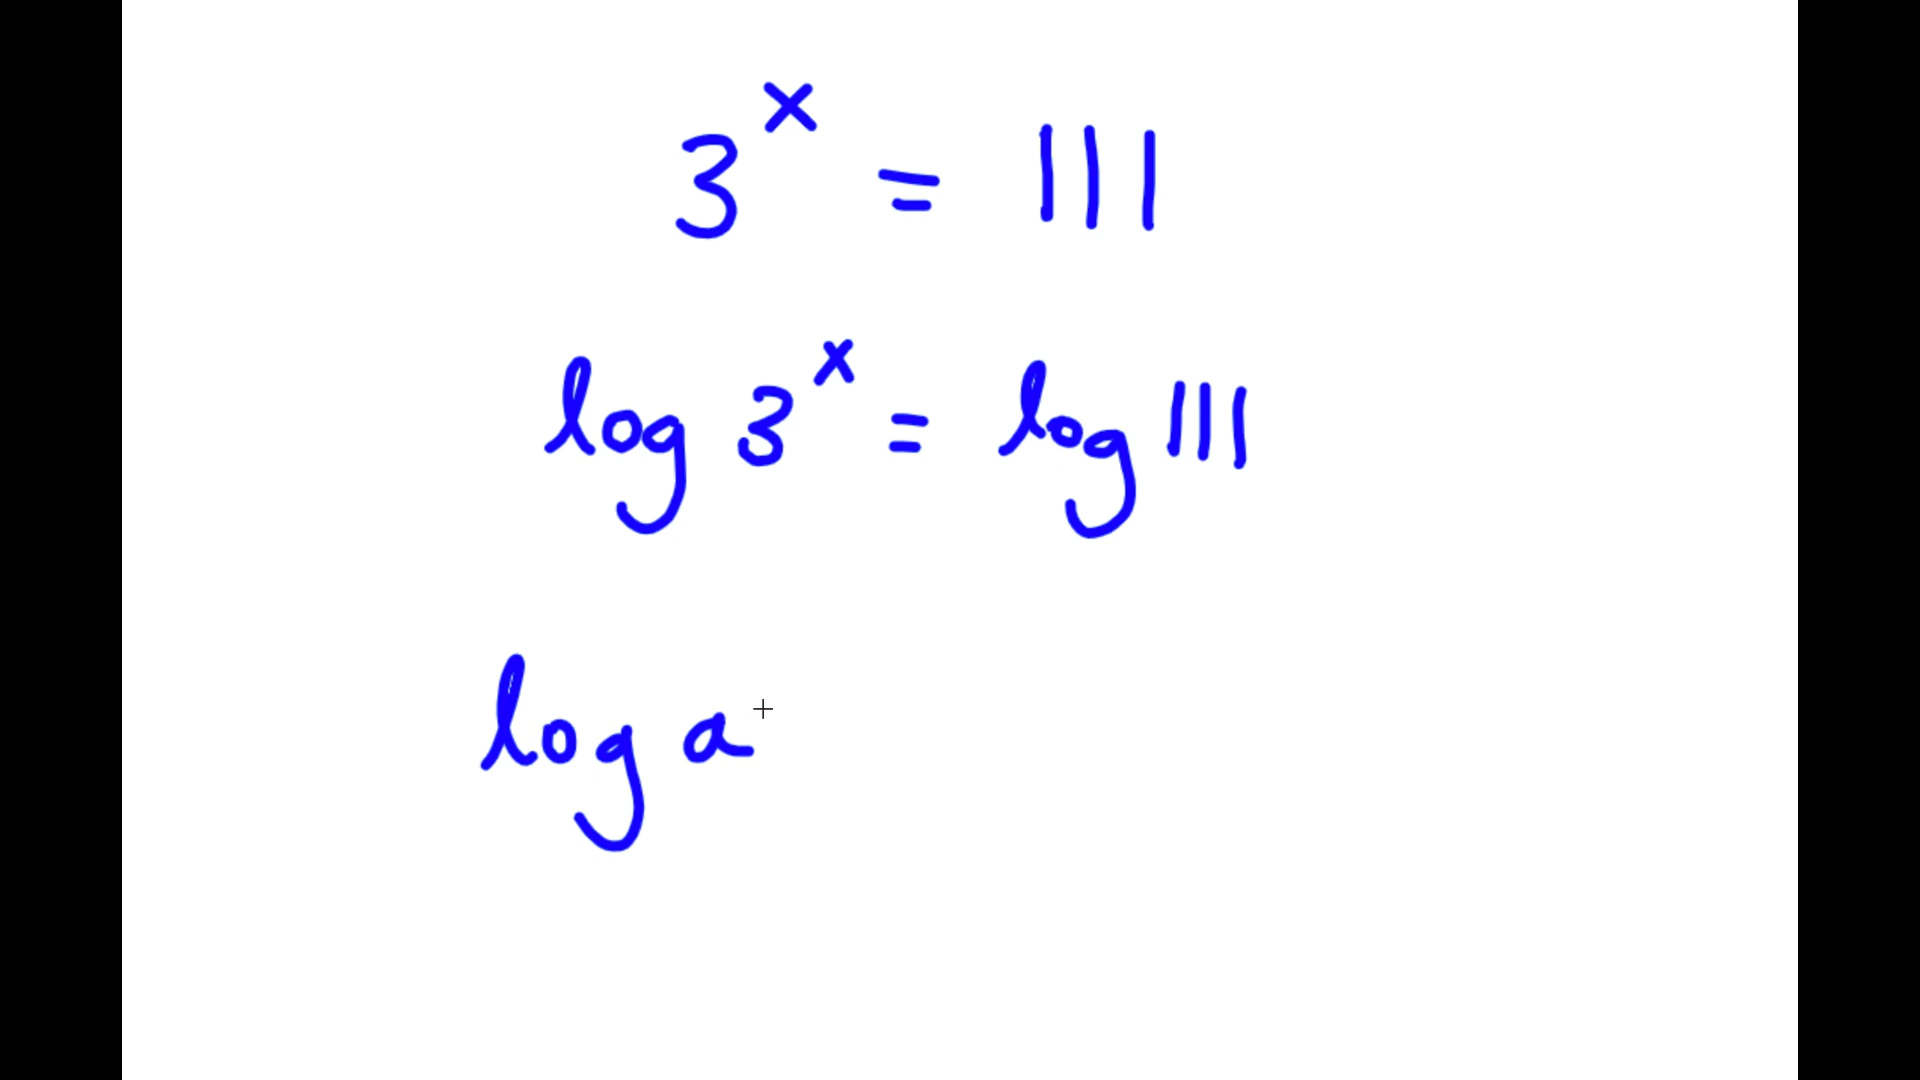 3^x = 111
log 3^x = log 111
log a